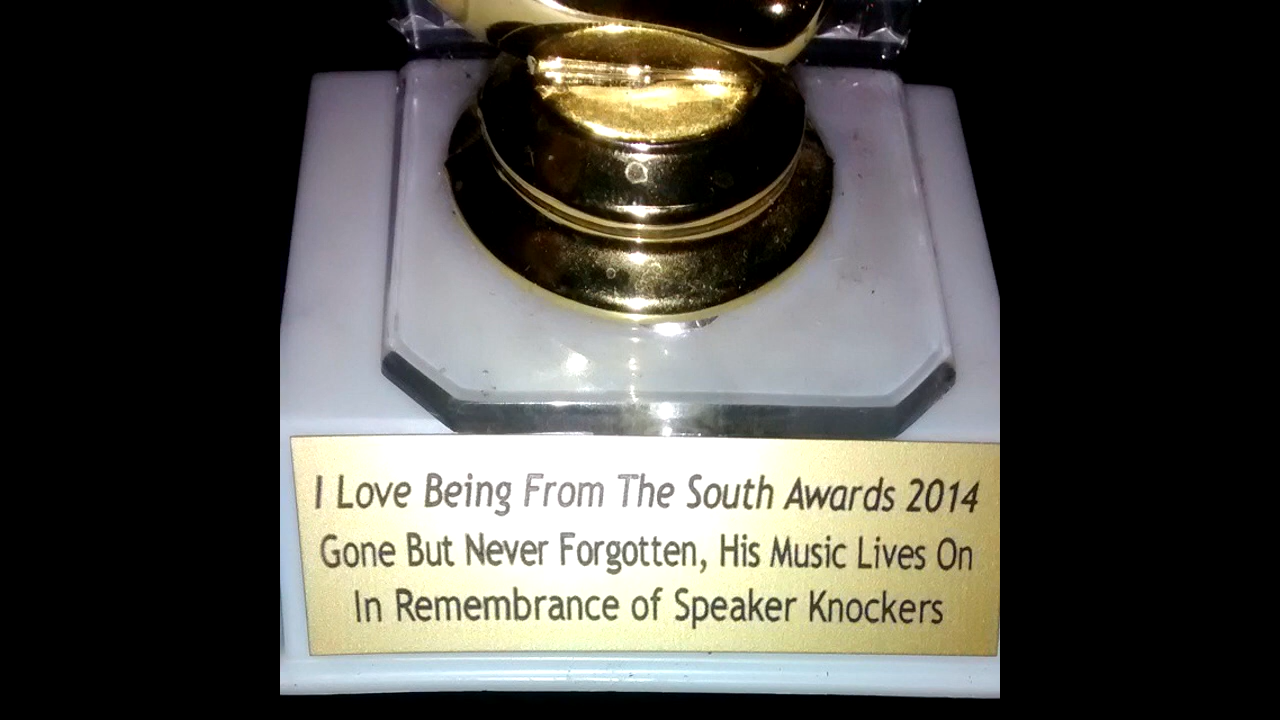 I Love Being From The South Awards 2014
Gone But Never Forgotten, His Music Lives On
In Remembrance of Speaker Knockers